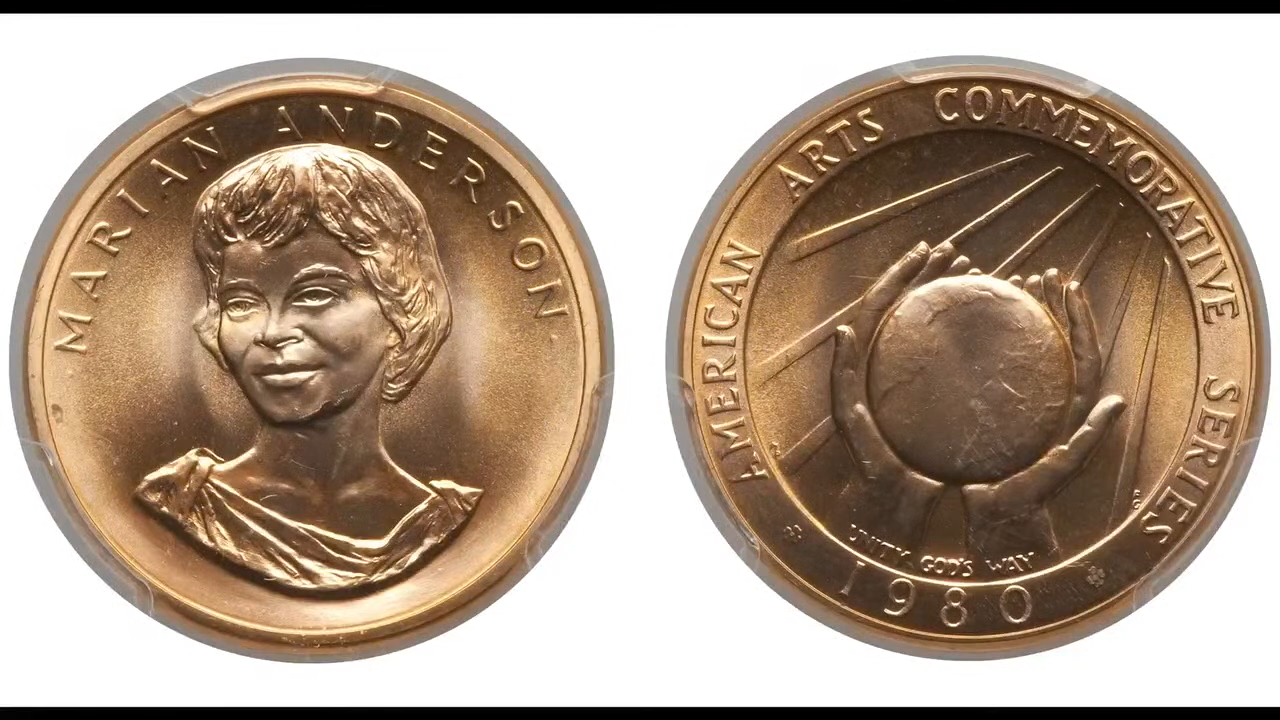 MARIAN ANDERSON
AMERICAN ARTS COMMEMORATIVE SERIES
UNITY GOD'S WAY
1980